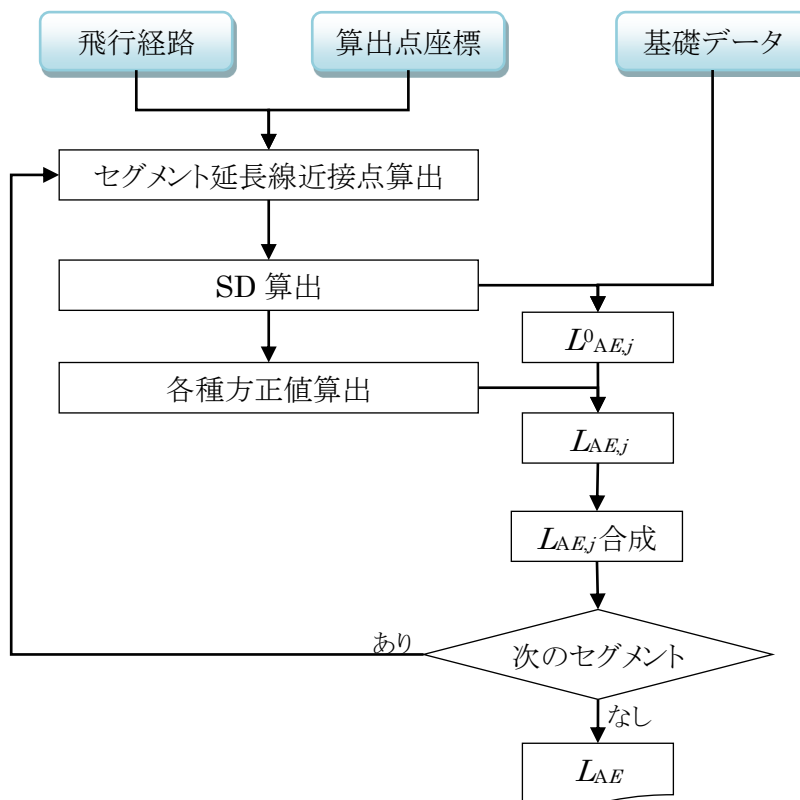 飛行経路
算出点座標
基礎データ
セグメント延長線近接点算出
SD 算出
L⁰AE,j
各種方正値算出
LAE,j
LAE,j 合成
あり
次のセグメント
なし
LAE